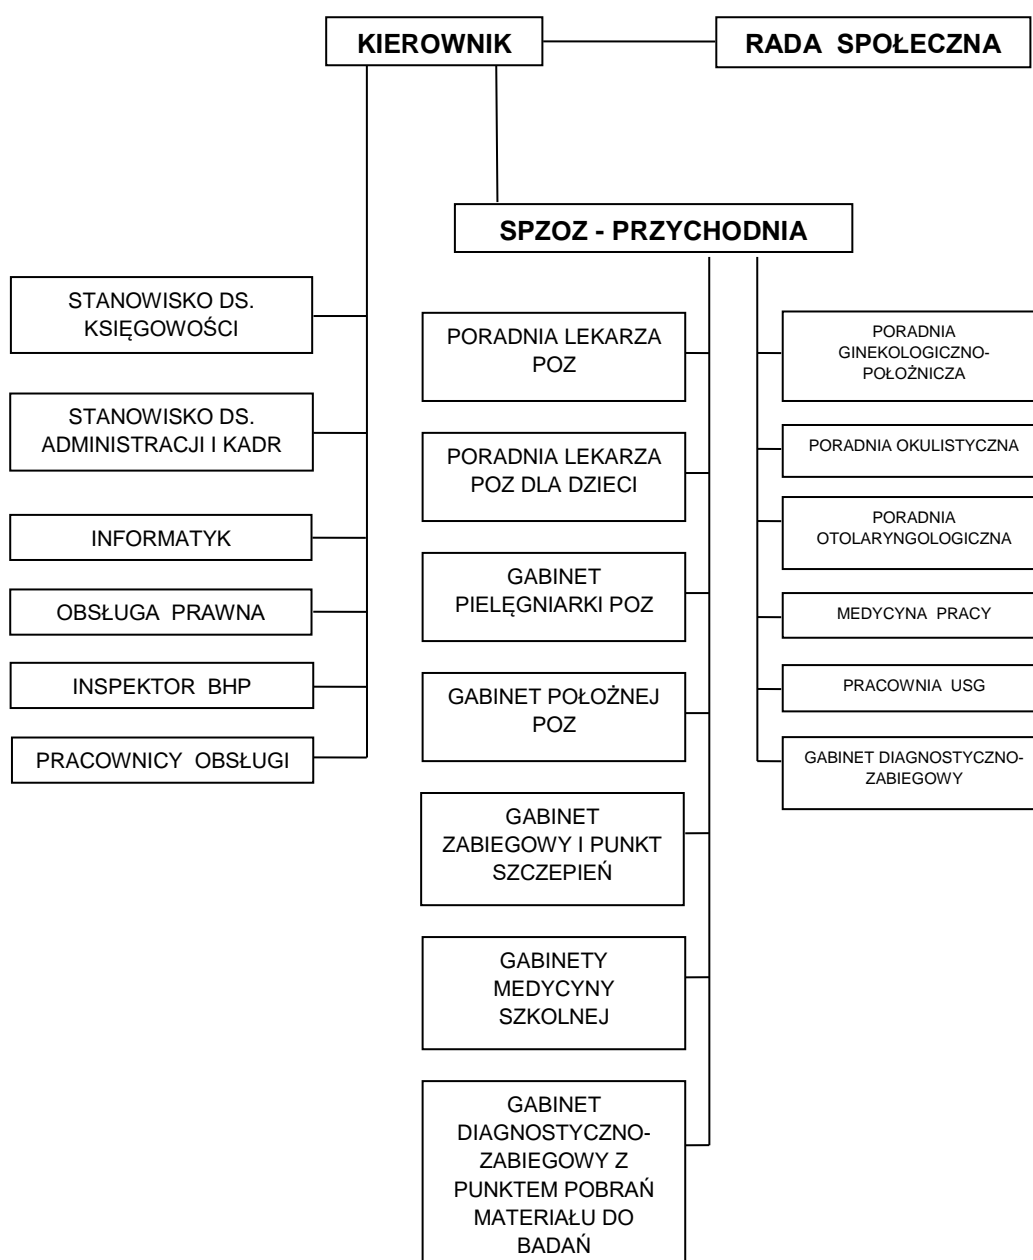 KIEROWNIK
RADA SPOŁECZNA
SPZOZ - PRZYCHODNIA
STANOWISKO DS.
KSIĘGOWOŚCI
STANOWISKO DS.
ADMINISTRACJI I KADR
INFORMATYK
OBSŁUGA PRAWNA
INSPEKTOR BHP
PRACOWNICY OBSŁUGI
PORADNIA LEKARZA
POZ
PORADNIA LEKARZA
POZ DLA DZIECI
GABINET
PIELĘGNIARKI POZ
GABINET POŁOŻNEJ
POZ
GABINET
ZABIEGOWY I PUNKT
SZCZEPIEŃ
GABINETY
MEDYCYNY
SZKOLNEJ
GABINET
DIAGNOSTYCZNO-
ZABIEGOWY Z
PUNKTEM POBRAŃ
MATERIAŁU DO
BADAŃ
PORADNIA
GINEKOLOGICZNO-
POŁOŻNICZA
PORADNIA OKULISTYCZNA
PORADNIA
OTOLARYNGOLOGICZNA
MEDYCYNA PRACY
PRACOWNIA USG
GABINET DIAGNOSTYCZNO-
ZABIEGOWY